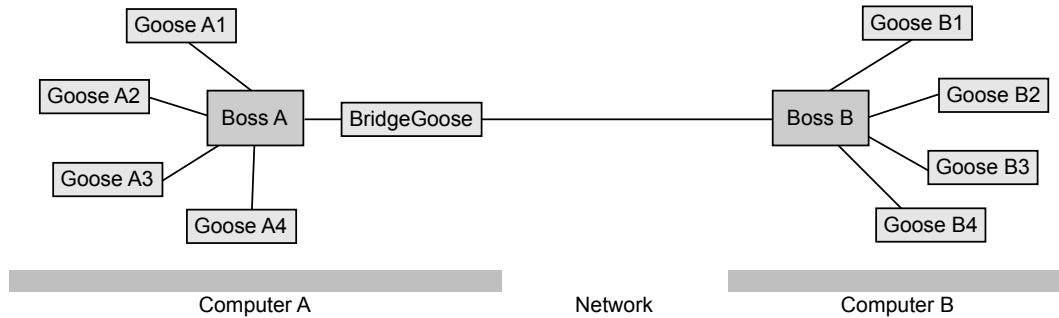 Goose A1
Goose B1
Goose A2
Goose B2
Boss A
BridgeGoose
Boss B
Goose A3
Goose B3
Goose A4
Goose B4
Computer A
Network
Computer B